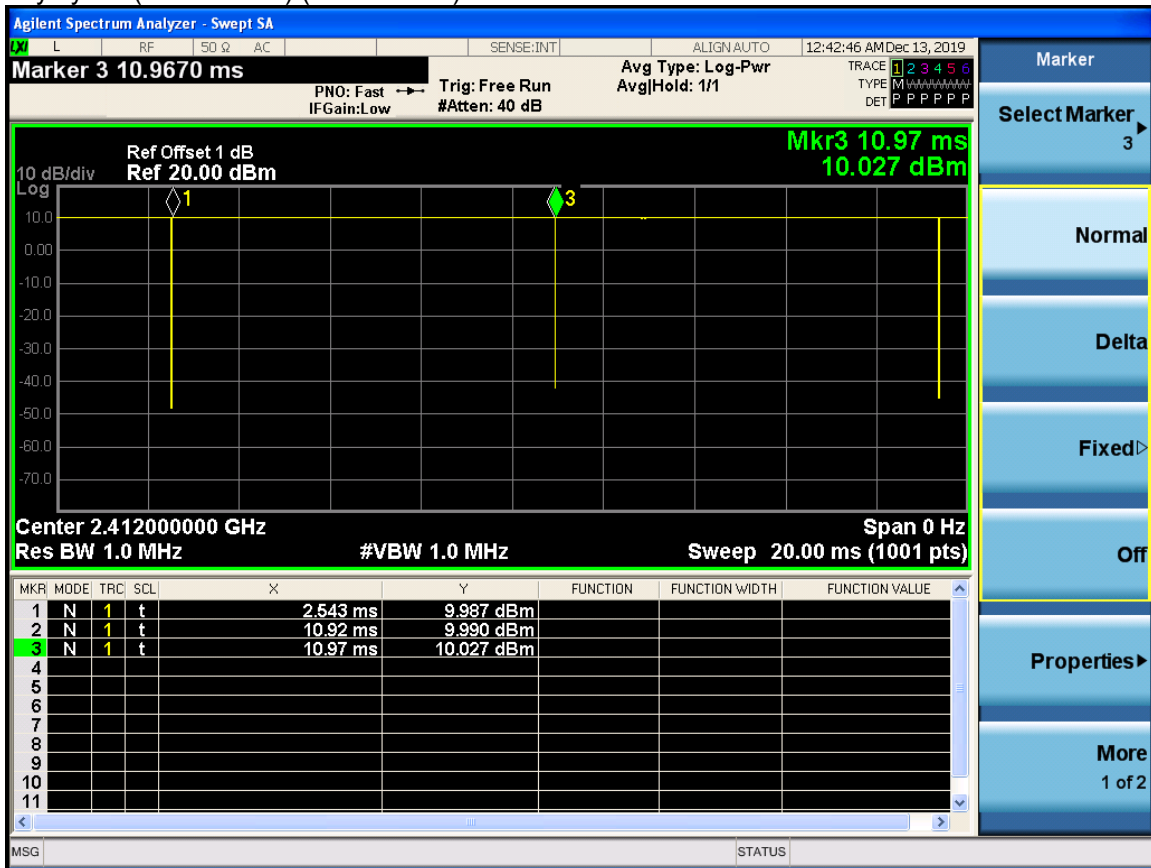 Agilent Spectrum Analyzer - Swept SA
LXI L RF 50 Ω AC SENSE:INT ALIGN AUTO 12:42:46 AM Dec 13, 2019
Marker 3 10.9670 ms
PNO: Fast
IFGain:Low
Trig: Free Run
#Atten: 40 dB
Avg Type: Log-Pwr
Avg|Hold: 1/1
TRACE 1 2 3 4 5 6
TYPE M W W W W W
DET P P P P P P
Mkr3 10.97 ms
10.027 dBm
Ref Offset 1 dB
10 dB/div Ref 20.00 dBm
Log
1
3
10.0
0.00
-10.0
-20.0
-30.0
-40.0
-50.0
-60.0
-70.0
Center 2.412000000 GHz Span 0 Hz
Res BW 1.0 MHz #VBW 1.0 MHz Sweep 20.00 ms (1001 pts)
MKR MODE TRC SCL X Y FUNCTION FUNCTION WIDTH FUNCTION VALUE
1 N 1 t 2.543 ms 9.987 dBm
2 N 1 t 10.92 ms 9.990 dBm
3 N 1 t 10.97 ms 10.027 dBm
4
5
6
7
8
9
10
11
MSG STATUS
Marker
Select Marker
3
Normal
Delta
Fixed
Off
Properties
More
1 of 2